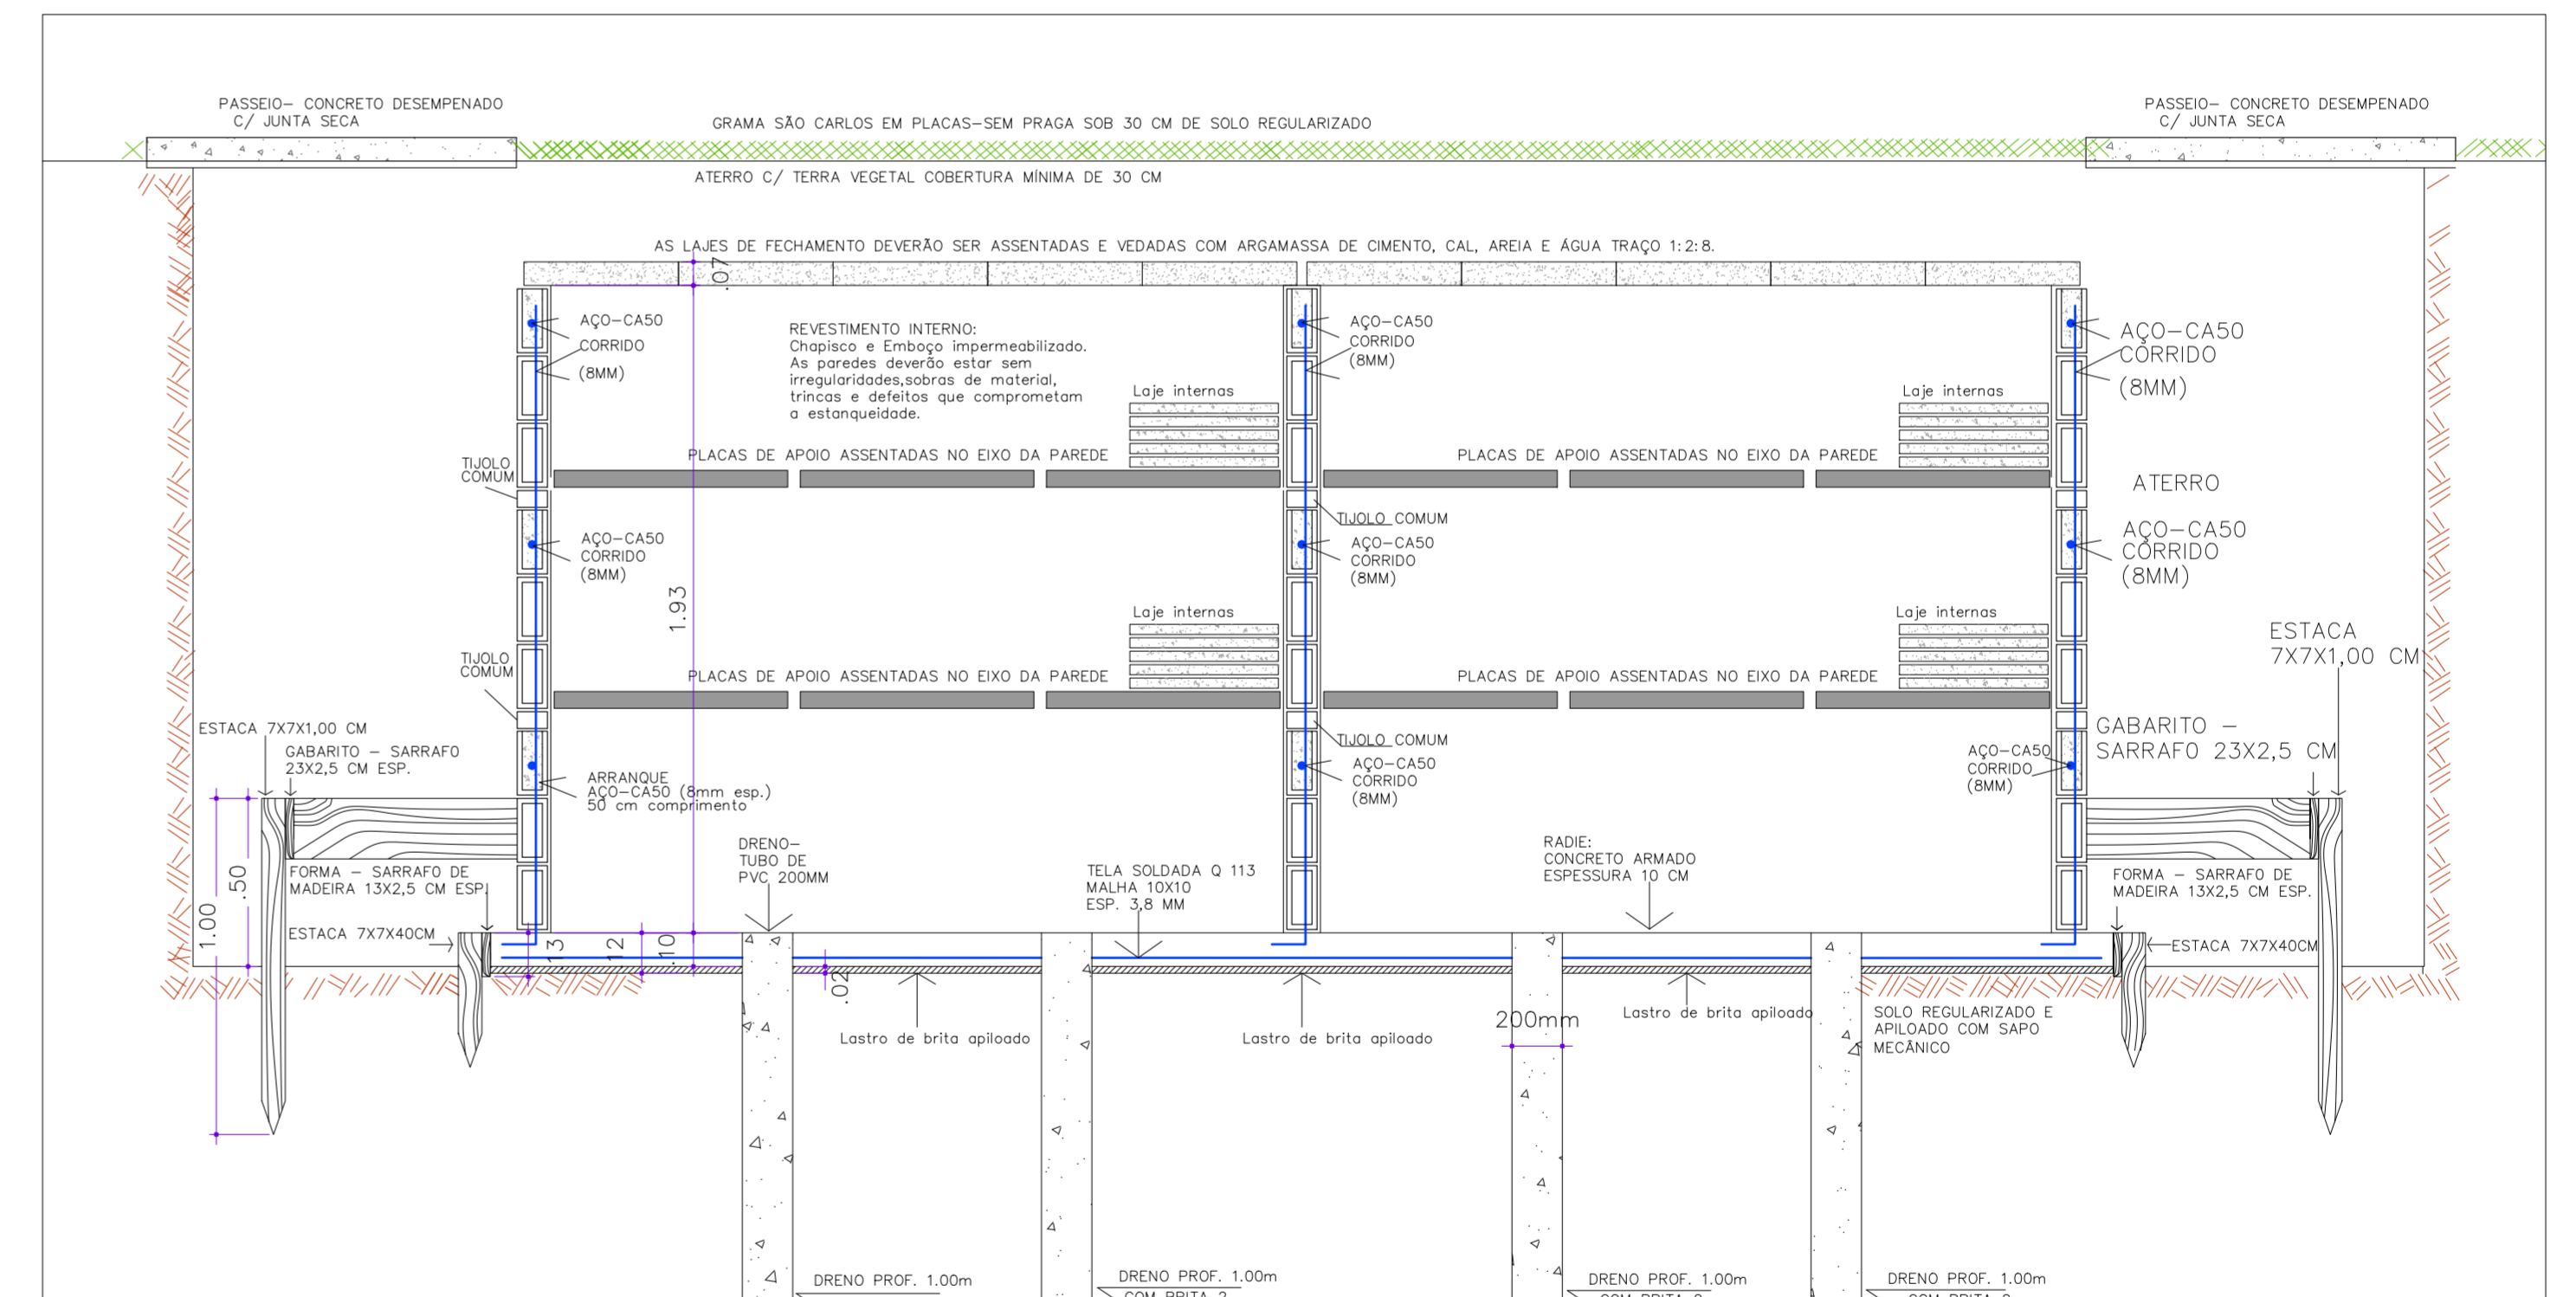 PASSEIO- CONCRETO DESEMPENADO
C/ JUNTA SECA
GRAMA SÃO CARLOS EM PLACAS-SEM PRAGA SOB 30 CM DE SOLO REGULARIZADO
PASSEIO- CONCRETO DESEMPENADO
C/ JUNTA SECA
ATERRO C/ TERRA VEGETAL COBERTURA MÍNIMA DE 30 CM
AS LAJES DE FECHAMENTO DEVERÃO SER ASSENTADAS E VEDADAS COM ARGAMASSA DE CIMENTO, CAL, AREIA E ÁGUA TRAÇO 1:2:8.
.07
AÇO-CA50
CORRIDO
(8MM)
REVESTIMENTO INTERNO:
Chapisco e Emboço impermeabilizado.
As paredes deverão estar sem
irregularidades,sobras de material,
trincas e defeitos que comprometam
a estanqueidade.
Laje internas
AÇO-CA50
CORRIDO
(8MM)
Laje internas
AÇO-CA50
CORRIDO
(8MM)
TIJOLO
COMUM
PLACAS DE APOIO ASSENTADAS NO EIXO DA PAREDE
PLACAS DE APOIO ASSENTADAS NO EIXO DA PAREDE
ATERRO
TIJOLO COMUM
AÇO-CA50
CORRIDO
(8MM)
AÇO-CA50
CORRIDO
(8MM)
AÇO-CA50
CORRIDO
(8MM)
1.93
Laje internas
Laje internas
ESTACA
7X7X1,00 CM
TIJOLO
COMUM
PLACAS DE APOIO ASSENTADAS NO EIXO DA PAREDE
PLACAS DE APOIO ASSENTADAS NO EIXO DA PAREDE
ESTACA 7X7X1,00 CM
GABARITO - SARRAFO
23X2,5 CM ESP.
TIJOLO COMUM
GABARITO -
SARRAFO 23X2,5 CM
ARRANQUE
AÇO-CA50 (8mm esp.)
50 cm comprimento
AÇO-CA50
CORRIDO
(8MM)
AÇO-CA50
CORRIDO
(8MM)
DRENO-
TUBO DE
PVC 200MM
TELA SOLDADA Q 113
MALHA 10X10
ESP. 3,8 MM
RADIE:
CONCRETO ARMADO
ESPESSURA 10 CM
FORMA - SARRAFO DE
MADEIRA 13X2,5 CM ESP.
FORMA - SARRAFO DE
MADEIRA 13X2,5 CM ESP.
.50
1.00
ESTACA 7X7X40CM
.13
.12
.10
.02
ESTACA 7X7X40CM
Lastro de brita apiloado
Lastro de brita apiloado
200mm
Lastro de brita apiloado
SOLO REGULARIZADO E
APILOADO COM SAPO
MECÂNICO
DRENO PROF. 1.00m
DRENO PROF. 1.00m
COM BRITA 2
DRENO PROF. 1.00m
COM BRITA 2
DRENO PROF. 1.00m
COM BRITA 2